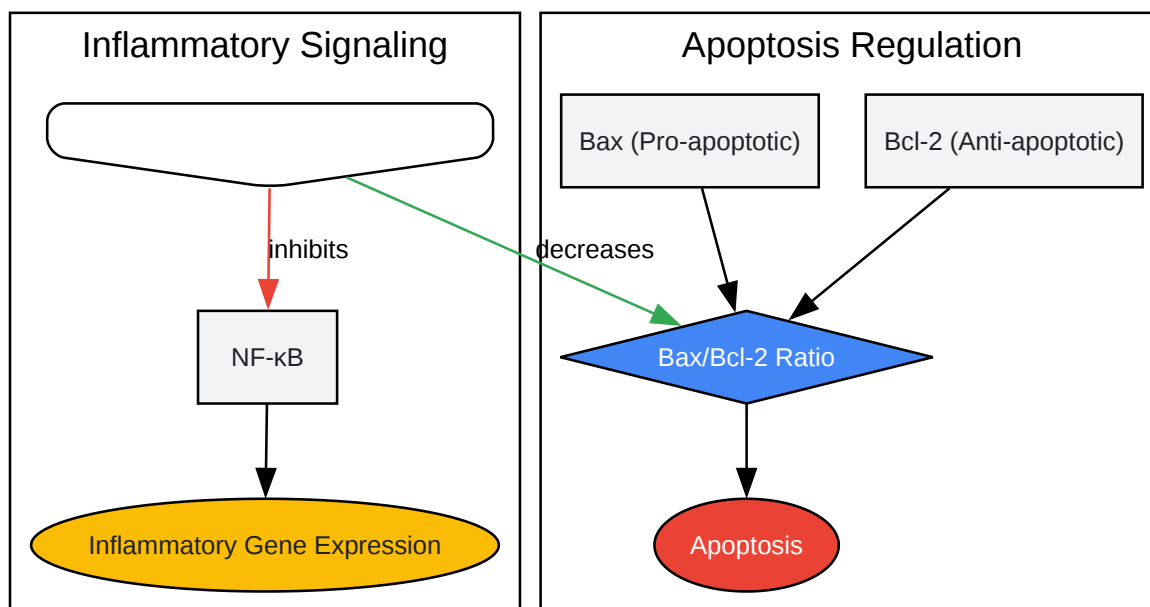 Inflammatory Signaling
Apoptosis Regulation
Bax (Pro-apoptotic)
Bcl-2 (Anti-apoptotic)
inhibits
decreases
NF-κB
Bax/Bcl-2 Ratio
Inflammatory Gene Expression
Apoptosis